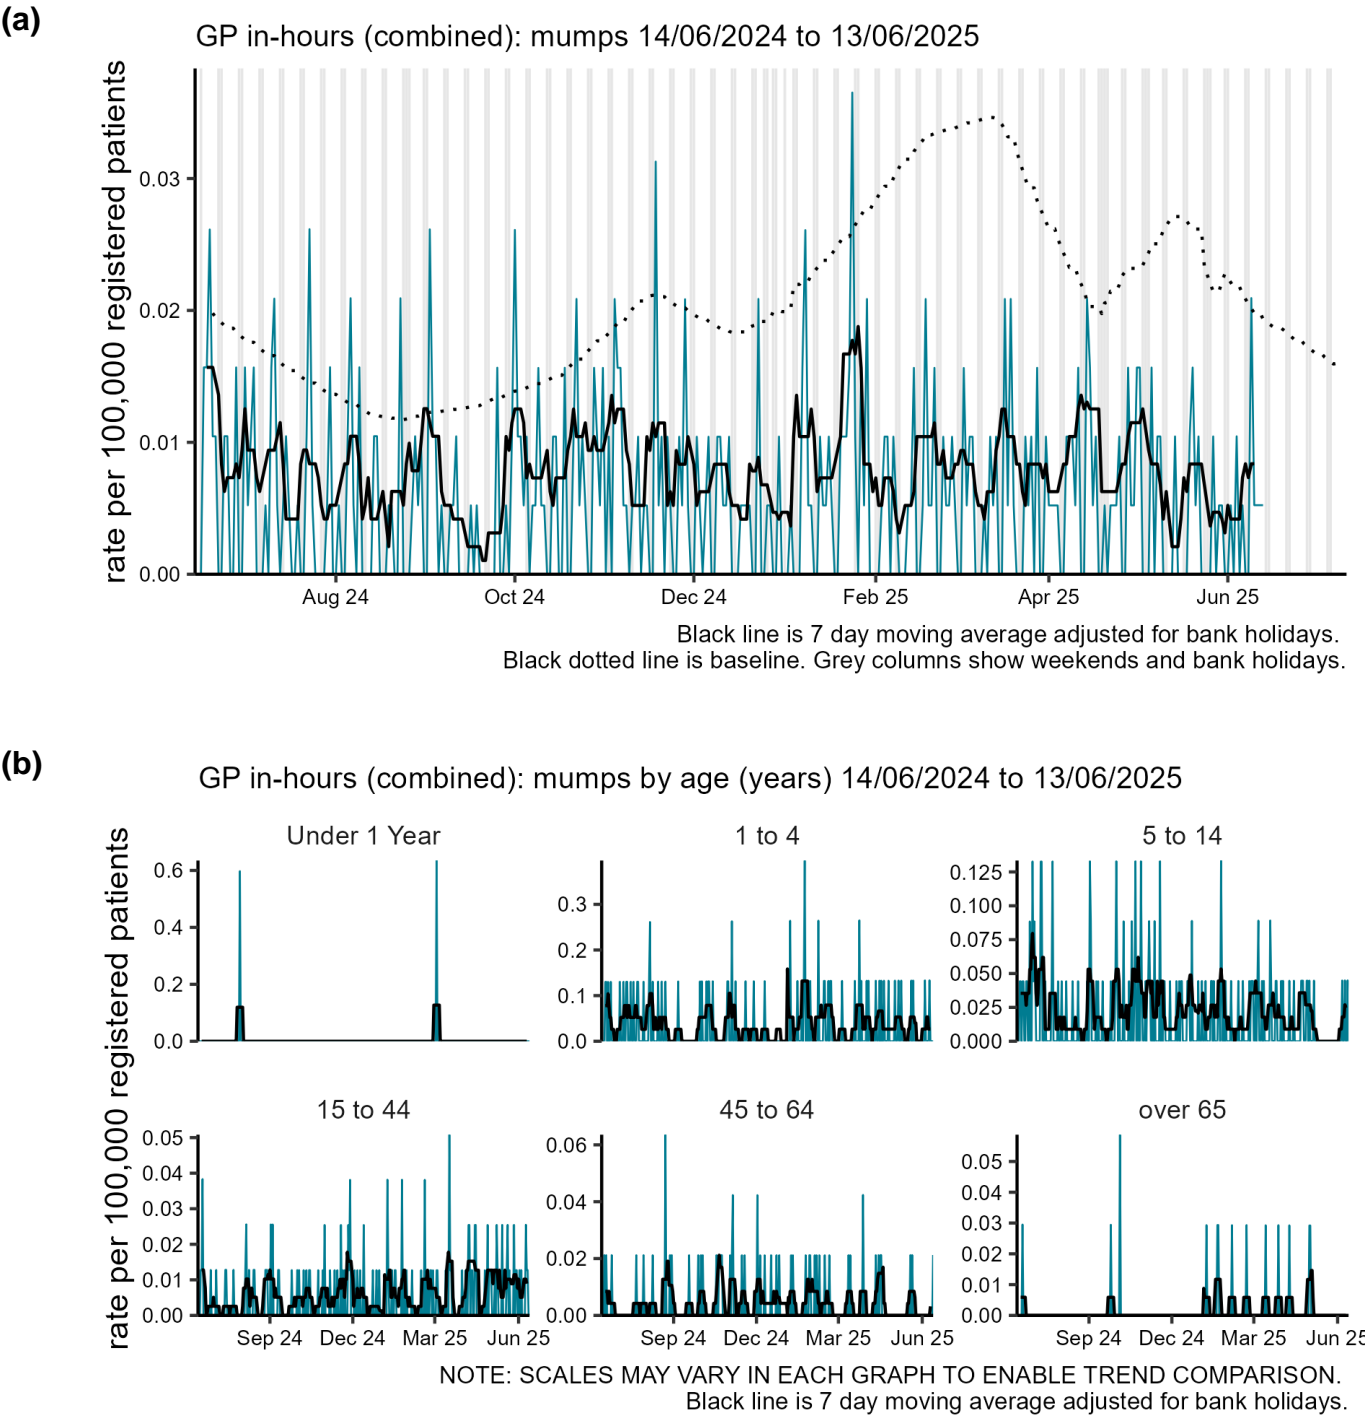 (a)
GP in-hours (combined): mumps 14/06/2024 to 13/06/2025
rate per 100,000 registered patients
0.03
0.02
0.01
0.00
Aug 24 Oct 24 Dec 24 Feb 25 Apr 25 Jun 25
Black line is 7 day moving average adjusted for bank holidays.
Black dotted line is baseline. Grey columns show weekends and bank holidays.
(b)
GP in-hours (combined): mumps by age (years) 14/06/2024 to 13/06/2025
rate per 100,000 registered patients
Under 1 Year
0.6
0.4
0.2
0.0
1 to 4
0.3
0.2
0.1
0.0
5 to 14
0.125
0.100
0.075
0.050
0.025
0.000
15 to 44
0.05
0.04
0.03
0.02
0.01
0.00
Sep 24 Dec 24 Mar 25 Jun 25
45 to 64
0.06
0.04
0.02
0.00
Sep 24 Dec 24 Mar 25 Jun 25
over 65
0.05
0.04
0.03
0.02
0.01
0.00
Sep 24 Dec 24 Mar 25 Jun 25
NOTE: SCALES MAY VARY IN EACH GRAPH TO ENABLE TREND COMPARISON.
Black line is 7 day moving average adjusted for bank holidays.